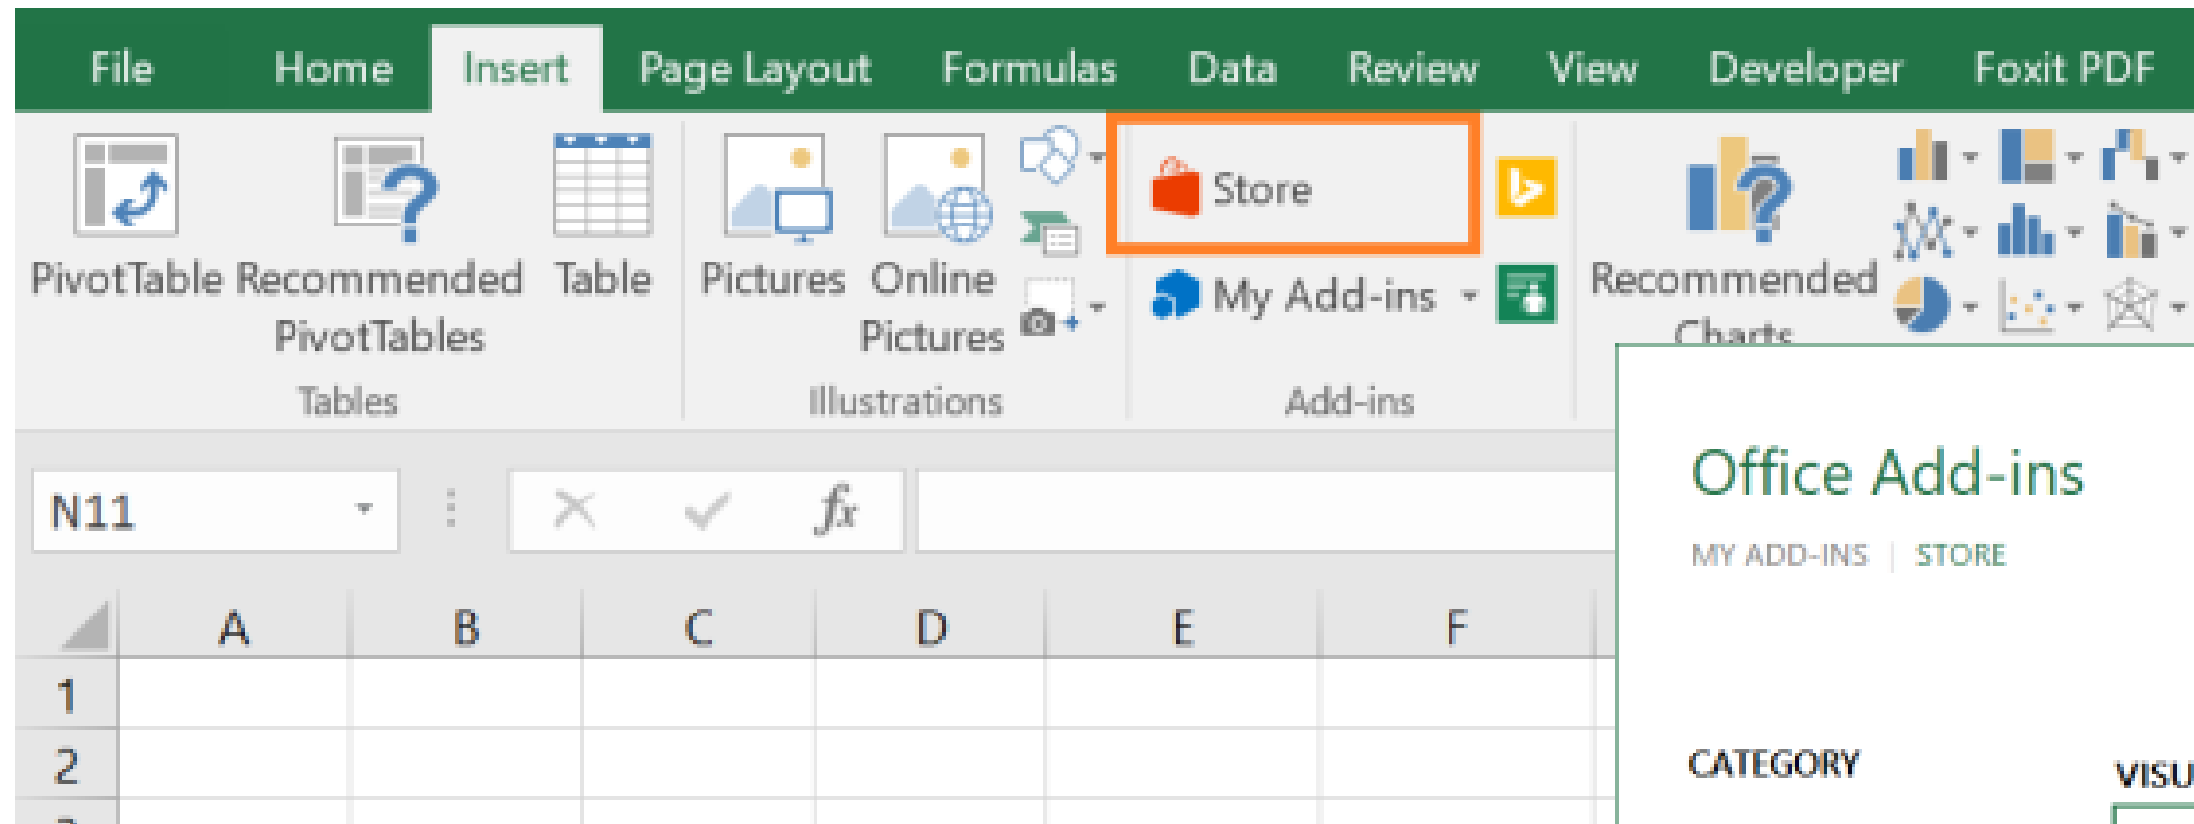 File Home Insert Page Layout Formulas Data Review View Developer Foxit PDF
Store
PivotTable Recommended PivotTables Table Pictures Online Pictures My Add-ins Recommended Charts
Tables Illustrations Add-ins
Office Add-ins
N11 fx
MY ADD-INS | STORE
A B C D E F
1
2
CATEGORY
VISU